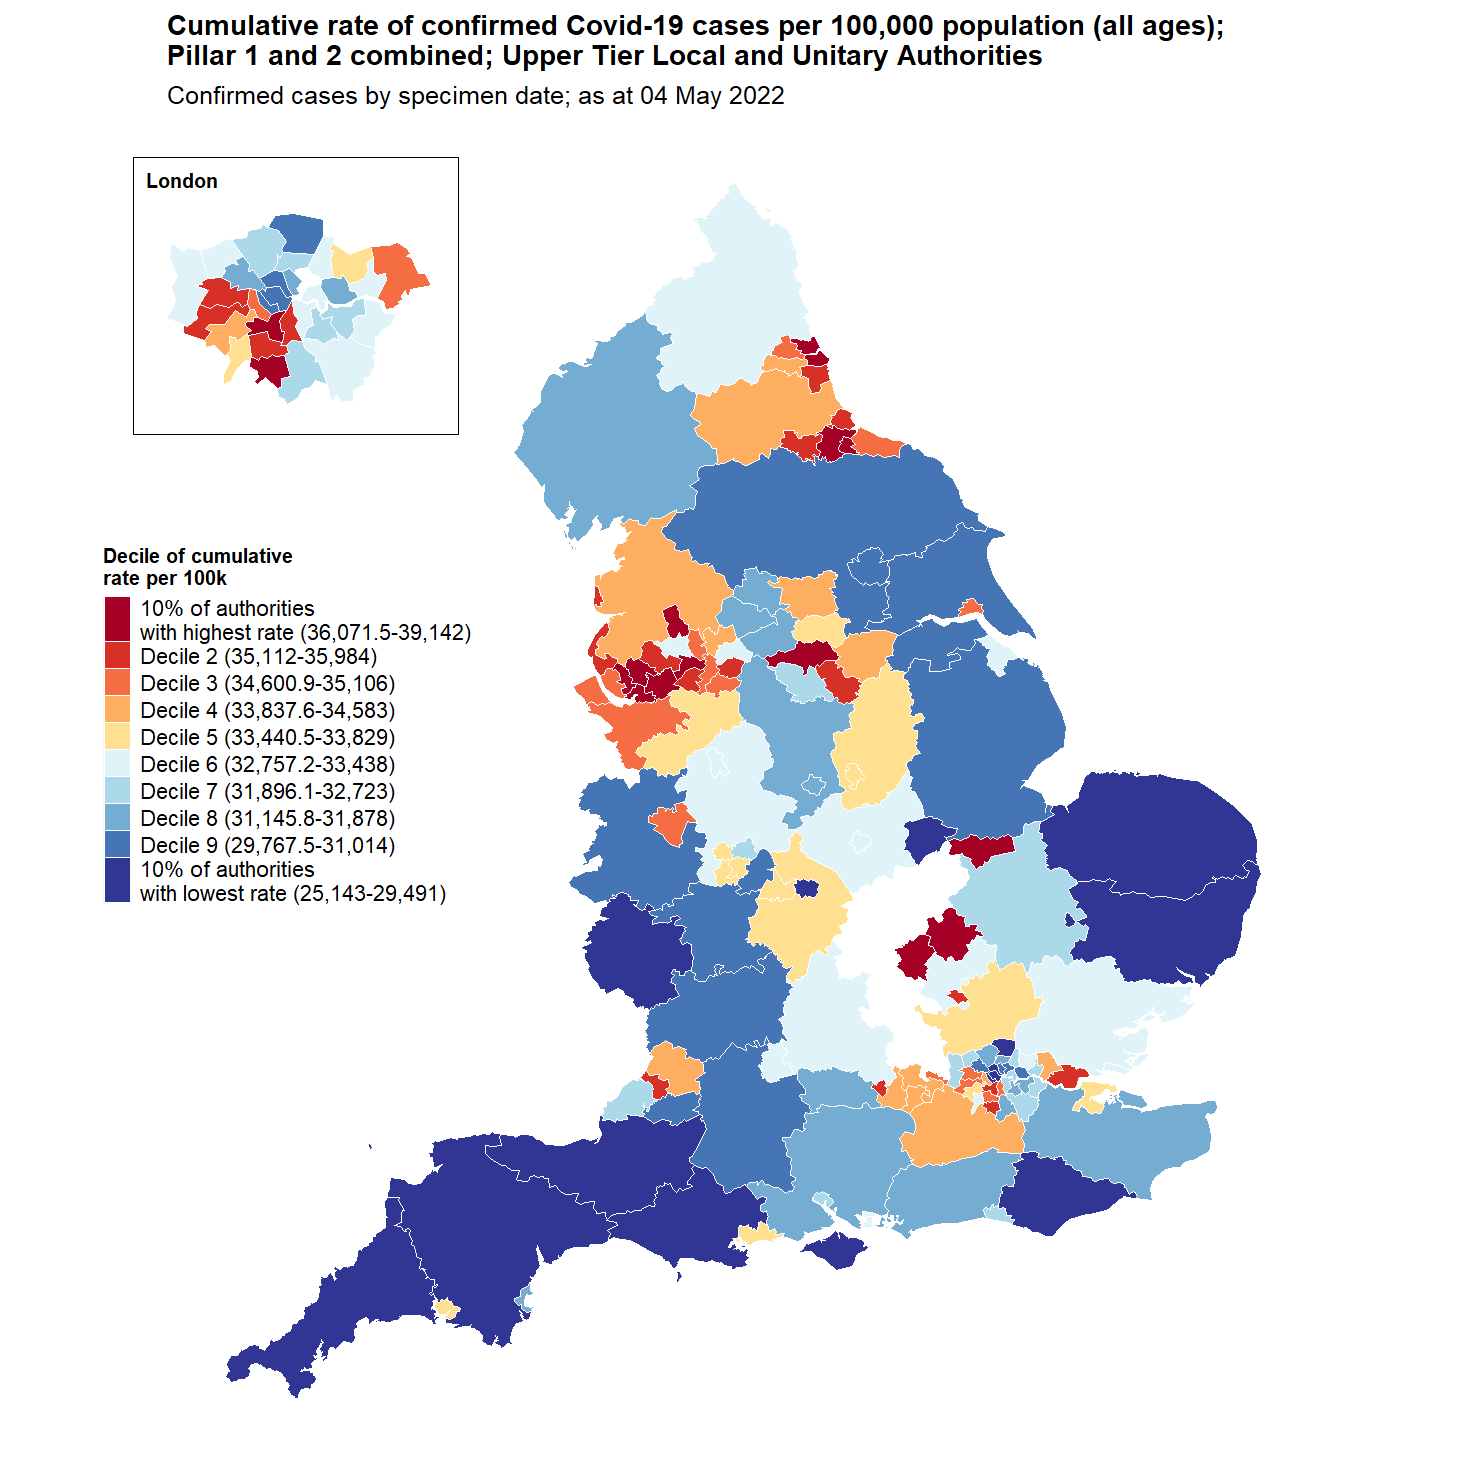 Cumulative rate of confirmed Covid-19 cases per 100,000 population (all ages);
Pillar 1 and 2 combined; Upper Tier Local and Unitary Authorities
Confirmed cases by specimen date; as at 04 May 2022
London
Decile of cumulative
rate per 100k
10% of authorities
with highest rate (36,071.5-39,142)
Decile 2 (35,112-35,984)
Decile 3 (34,600.9-35,106)
Decile 4 (33,837.6-34,583)
Decile 5 (33,440.5-33,829)
Decile 6 (32,757.2-33,438)
Decile 7 (31,896.1-32,723)
Decile 8 (31,145.8-31,878)
Decile 9 (29,767.5-31,014)
10% of authorities
with lowest rate (25,143-29,491)